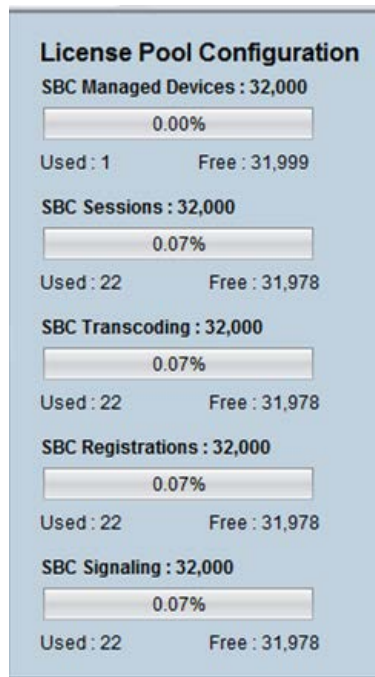 License Pool Configuration
SBC Managed Devices : 32,000
0.00%
Used : 1 Free : 31,999
SBC Sessions : 32,000
0.07%
Used : 22 Free : 31,978
SBC Transcoding : 32,000
0.07%
Used : 22 Free : 31,978
SBC Registrations : 32,000
0.07%
Used : 22 Free : 31,978
SBC Signaling : 32,000
0.07%
Used : 22 Free : 31,978